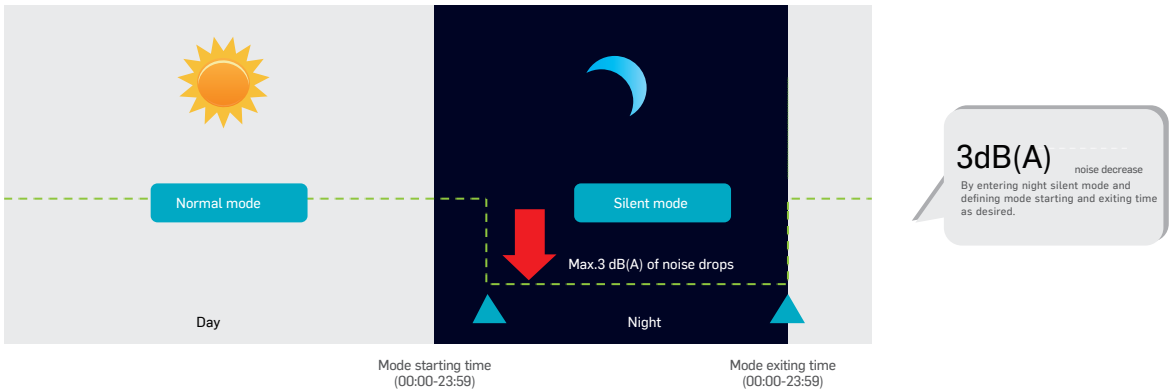 Normal mode
Silent mode
Max.3 dB(A) of noise drops
Day
Night
Mode starting time
(00:00-23:59)
Mode exiting time
(00:00-23:59)
3dB(A)
noise decrease
By entering night silent mode and
defining mode starting and exiting time
as desired.